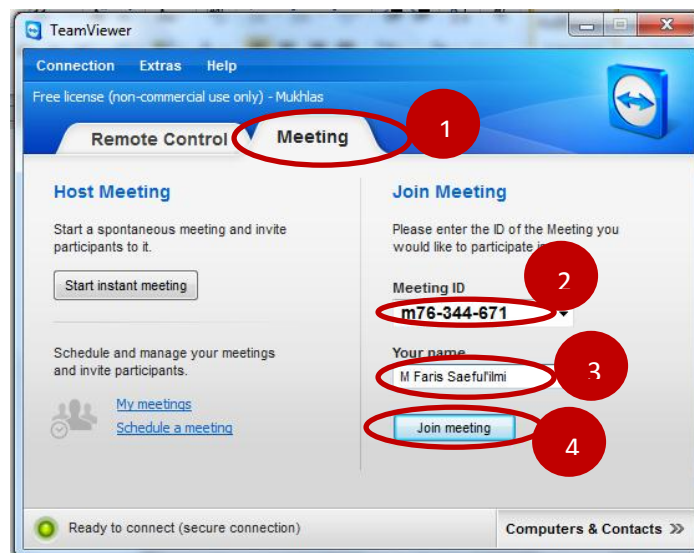 TeamViewer
Connection Extras Help
Free license (non-commercial use only) - Mukhlas
Remote Control Meeting
1
Host Meeting
Start a spontaneous meeting and invite
participants to it.
Start instant meeting
Schedule and manage your meetings
and invite participants.
My meetings
Schedule a meeting
Join Meeting
Please enter the ID of the Meeting you
would like to participate
2
Meeting ID
m76-344-671
Your name
3
M Faris Saeful'ilmi
Join meeting
4
Ready to connect (secure connection)
Computers & Contacts >>